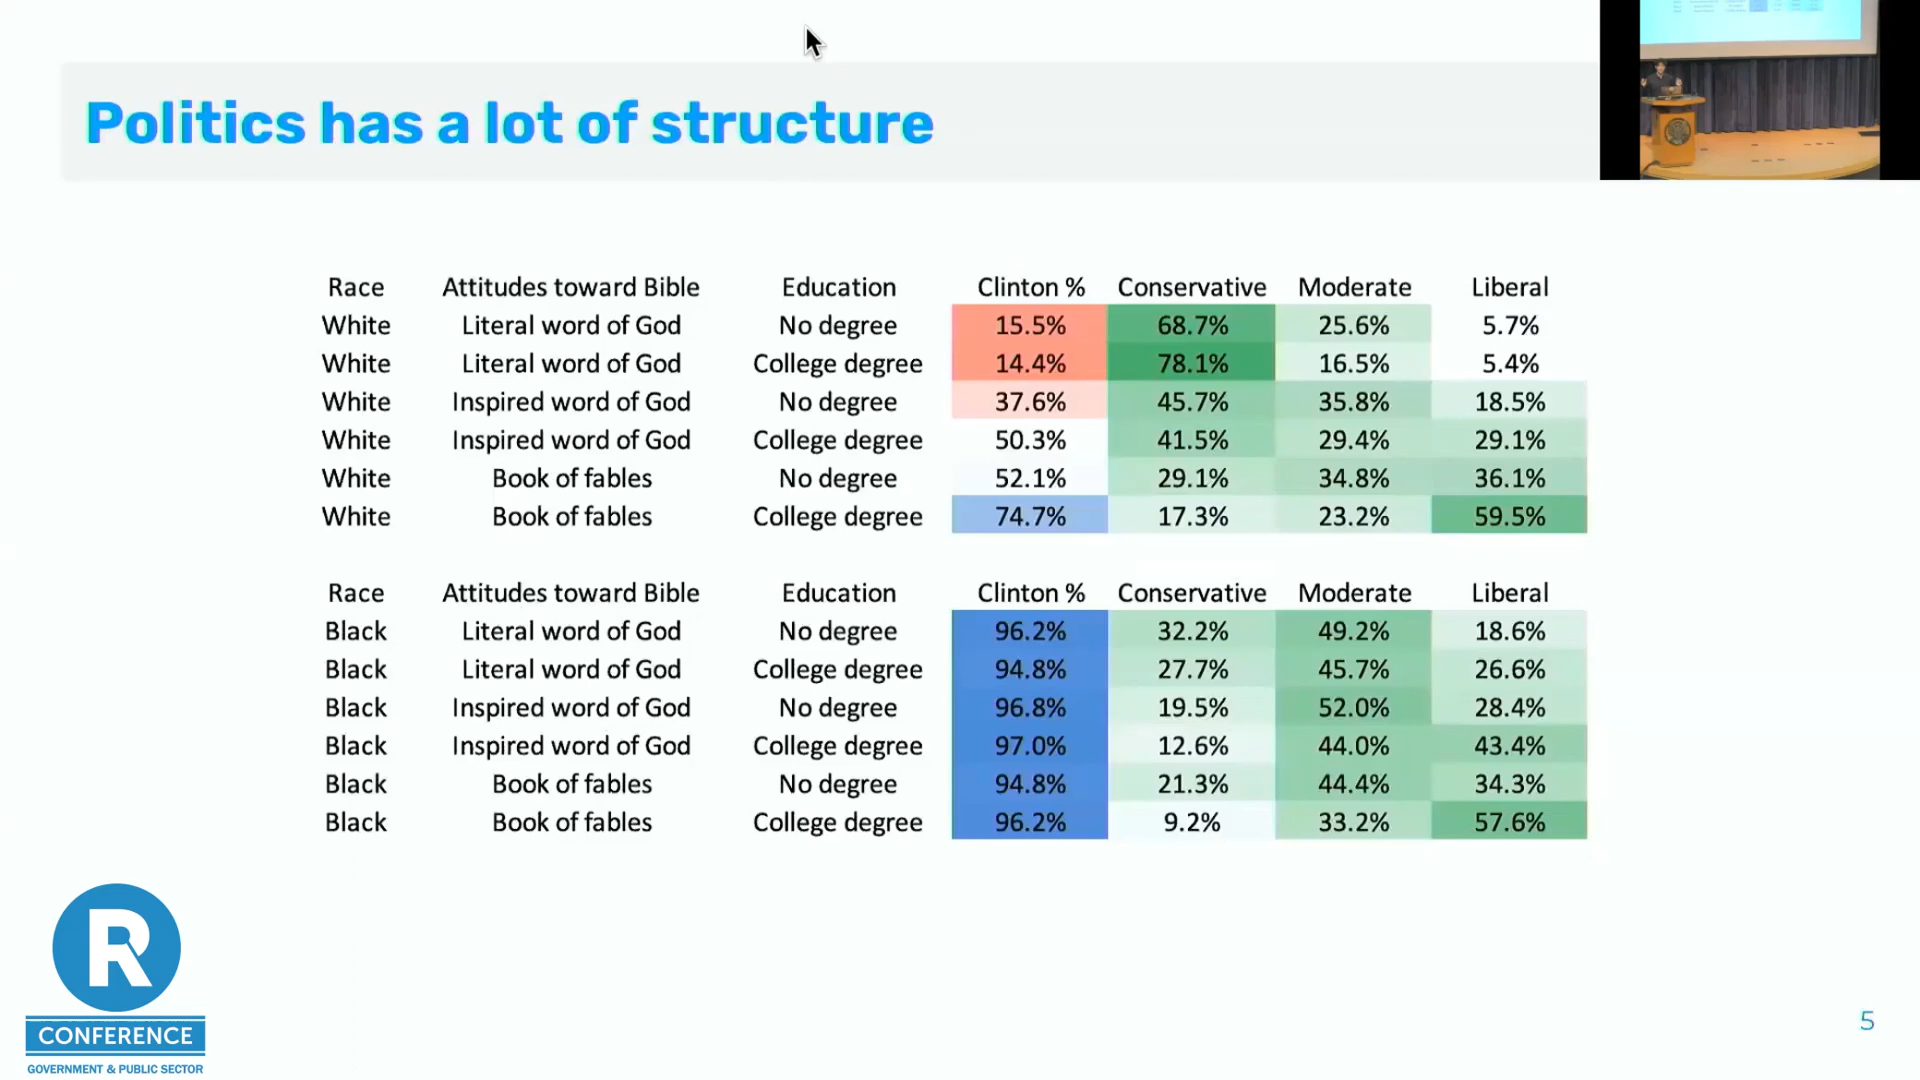 Politics has a lot of structure
Race Attitudes toward Bible Education Clinton % Conservative Moderate Liberal
White Literal word of God No degree 15.5% 68.7% 25.6% 5.7%
White Literal word of God College degree 14.4% 78.1% 16.5% 5.4%
White Inspired word of God No degree 37.6% 45.7% 35.8% 18.5%
White Inspired word of God College degree 50.3% 41.5% 29.4% 29.1%
White Book of fables No degree 52.1% 29.1% 34.8% 36.1%
White Book of fables College degree 74.7% 17.3% 23.2% 59.5%
Race Attitudes toward Bible Education Clinton % Conservative Moderate Liberal
Black Literal word of God No degree 96.2% 32.2% 49.2% 18.6%
Black Literal word of God College degree 94.8% 27.7% 45.7% 26.6%
Black Inspired word of God No degree 96.8% 19.5% 52.0% 28.4%
Black Inspired word of God College degree 97.0% 12.6% 44.0% 43.4%
Black Book of fables No degree 94.8% 21.3% 44.4% 34.3%
Black Book of fables College degree 96.2% 9.2% 33.2% 57.6%
R
CONFERENCE
GOVERNMENT & PUBLIC SECTOR
5